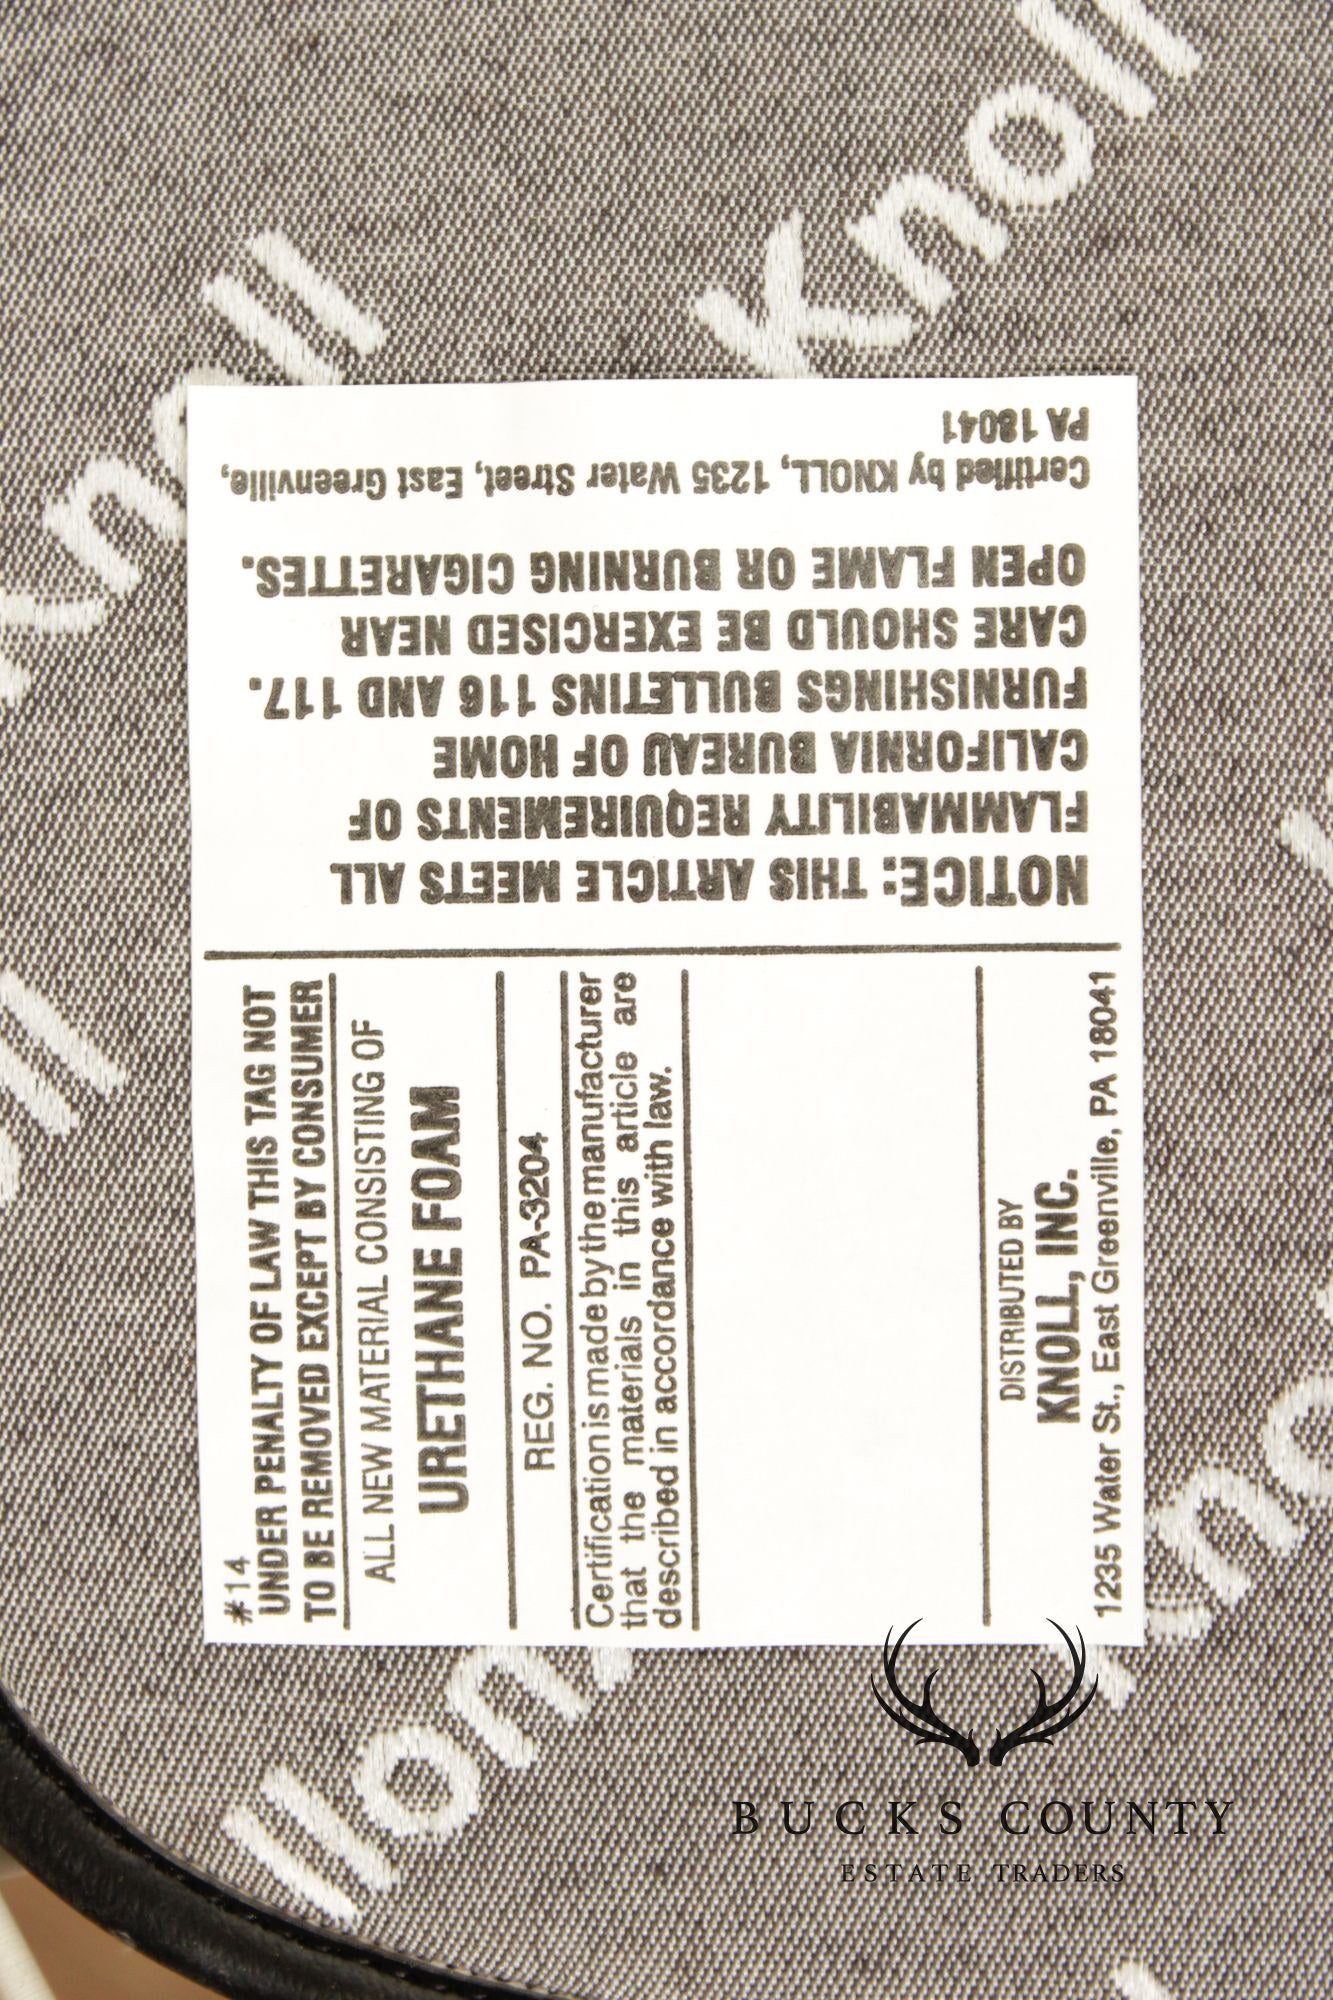 Knoll
Knoll
NOTICE: THIS ARTICLE MEETS ALL
FLAMMABILITY REQUIREMENTS OF
CALIFORNIA BUREAU OF HOME
FURNISHINGS BULLETINS 116 AND 117.
CARE SHOULD BE EXERCISED NEAR
OPEN FLAME OR BURNING CIGARETTES.
Certified by KNOLL, 1235 Water Street, East Greenville,
PA 18041
#14
UNDER PENALTY OF LAW THIS TAG NOT
TO BE REMOVED EXCEPT BY CONSUMER
ALL NEW MATERIAL CONSISTING OF
URETHANE FOAM
REG. NO. PA-3204
Certification is made by the manufacturer
that the materials in this article are
described in accordance with law.
DISTRIBUTED BY
KNOLL, INC.
1235 Water St., East Greenville, PA 18041
Knoll
Knoll
BUCKS COUNTY
ESTATE TRADERS